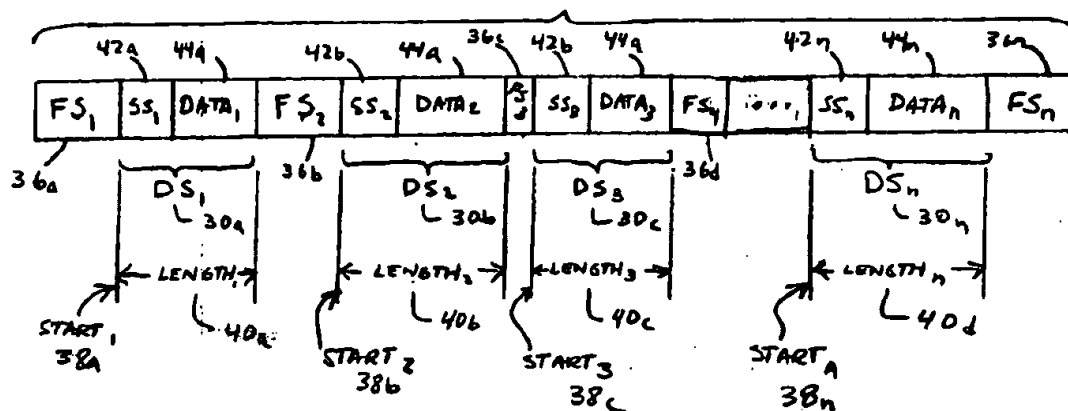 42a 44a 42b 44a 36c 42b 44a 42n 44n 36n
FS1 SS1 DATA1 FS2 SS2 DATA2 SS3 DATA3 FS4 .... SSn DATAn FSn
36a 36b 36d
DS1 DS2 DS3 DSn
30a 30b 30c 30n
LENGTH1 LENGTH2 LENGTH3 LENGTHn
40a 40b 40c 40d
START1 START2 START3 STARTn
38a 38b 38c 38n